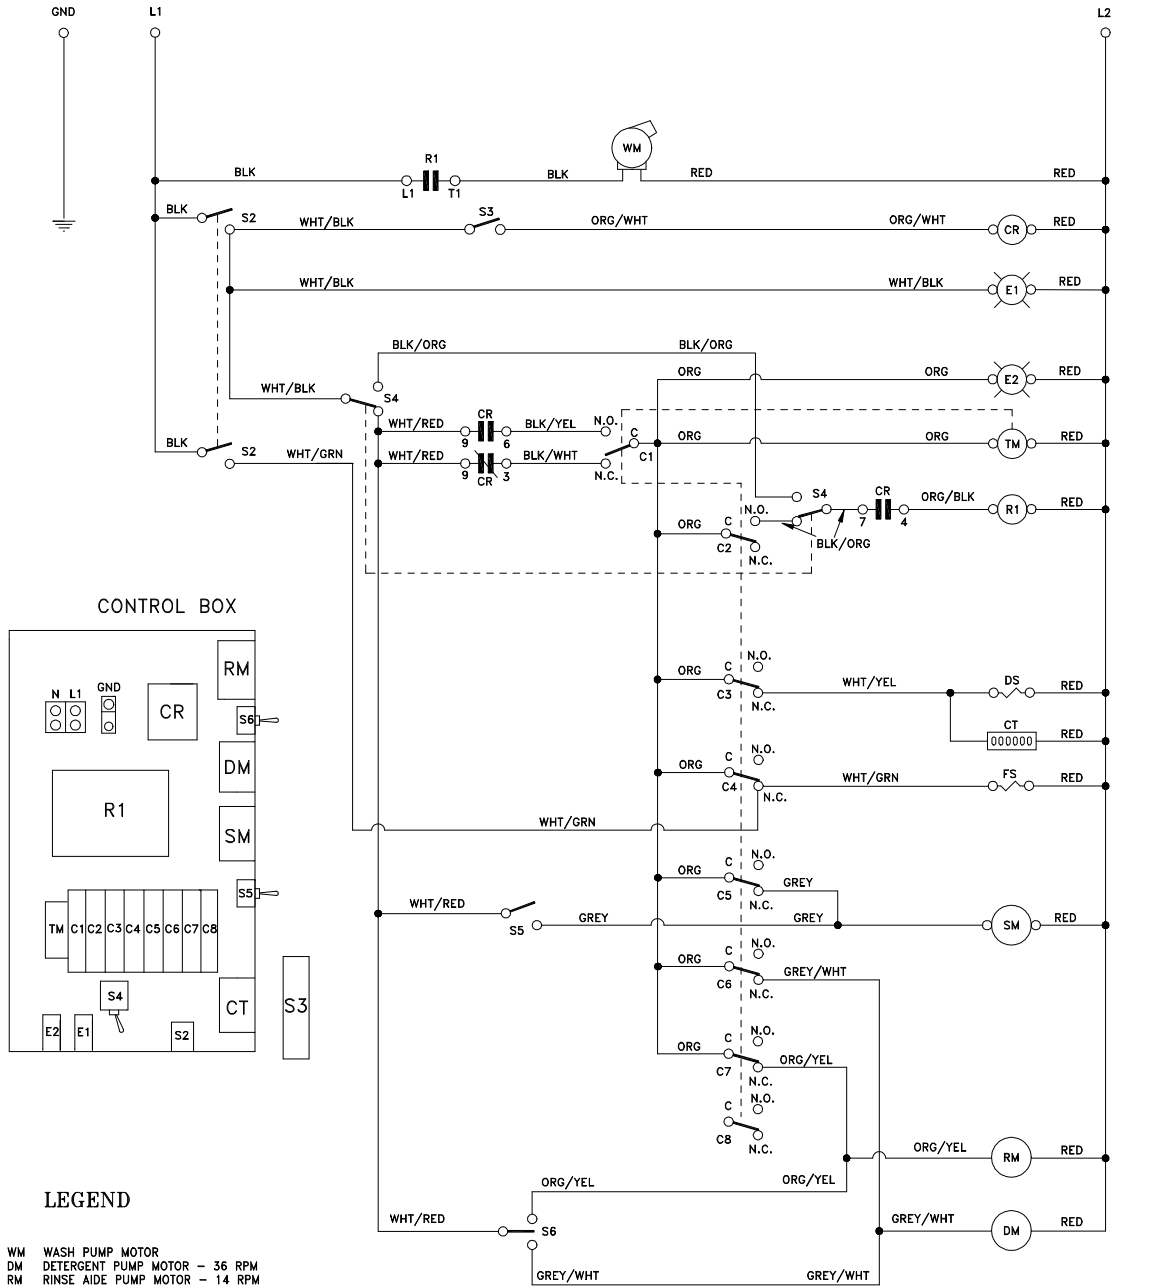 GND L1 L2
WM
R1
BLK BLK RED RED
L1 T1
BLK S2 S3
WHT/BLK ORG/WHT ORG/WHT CR RED
WHT/BLK WHT/BLK E1 RED
BLK/ORG BLK/ORG
ORG ORG E2 RED
WHT/BLK S4
CR
WHT/RED BLK/YEL N.O.
9 6 C
ORG ORG TM RED
BLK S2
WHT/GRN WHT/RED BLK/WHT C1
9 CR 3 N.C.
S4 CR ORG/BLK R1 RED
N.O. 7 4
ORG C
C2 BLK/ORG
N.C.
CONTROL BOX
N.O.
ORG C
C3 WHT/YEL DS RED
N.C.
CT
000000 RED
N.O.
ORG C
C4 WHT/GRN FS RED
N.C.
WHT/GRN
N.O.
C
ORG GREY
C5 N.C.
WHT/RED GREY GREY SM RED
S5
N.O.
C
ORG GREY/WHT
C6 N.C.
N.O.
C
ORG ORG/YEL
C7 N.C.
N.O.
C
C8 N.C.
ORG/YEL RM RED
ORG/YEL ORG/YEL
WHT/RED S6 GREY/WHT DM RED
GREY/WHT GREY/WHT
RM
N L1 GND
CR S6
DM
R1
SM
S5
TM C1 C2 C3 C4 C5 C6 C7 C8
S4 CT S3
E2 E1 S2
LEGEND
WM WASH PUMP MOTOR
DM DETERGENT PUMP MOTOR – 36 RPM
RM RINSE AIDE PUMP MOTOR – 14 RPM